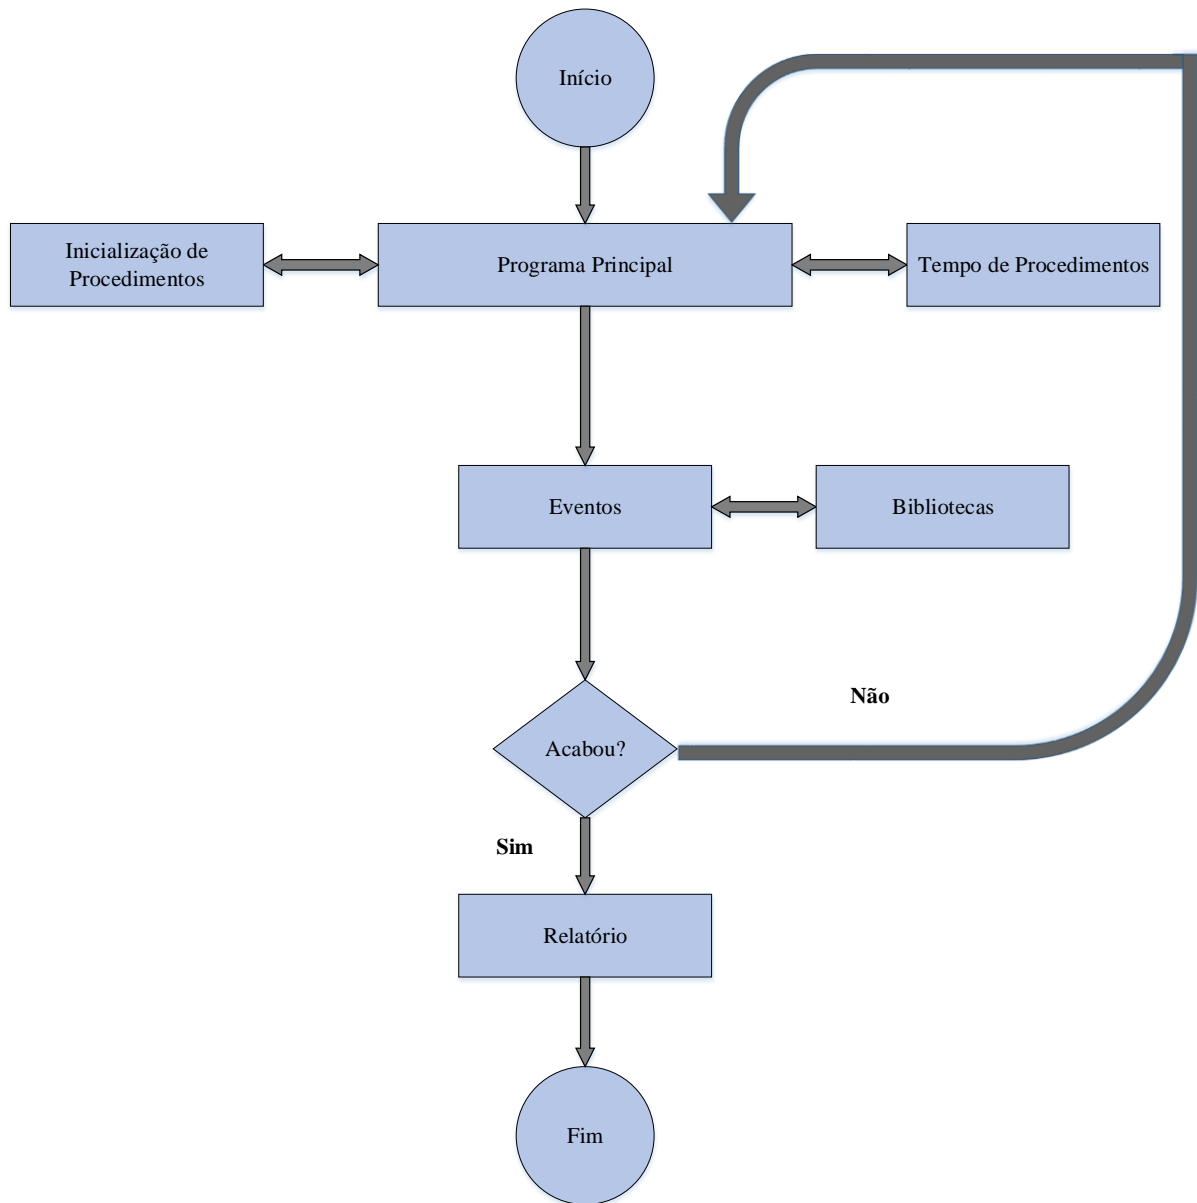 Início
Inicialização de
Procedimentos
Programa Principal
Tempo de Procedimentos
Eventos
Bibliotecas
Não
Acabou?
Sim
Relatório
Fim